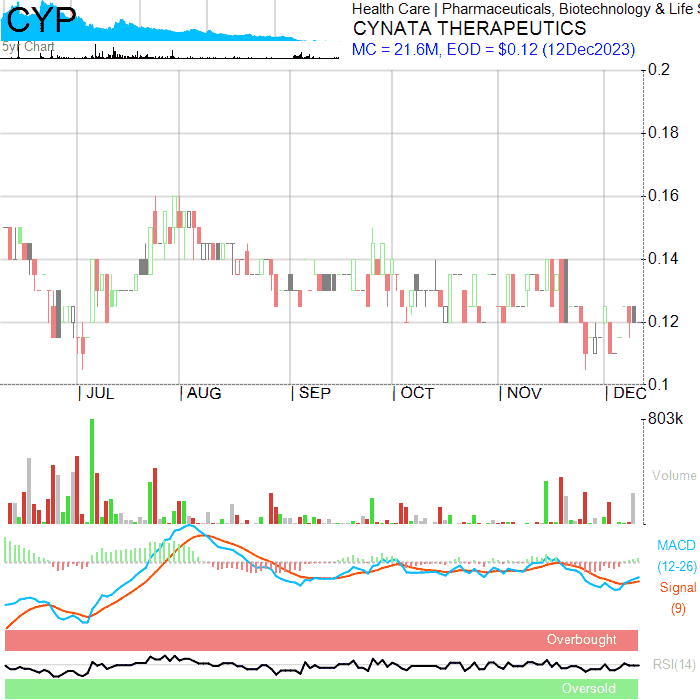 CYP
5yr Chart
Health Care | Pharmaceuticals, Biotechnology & Life S
CYNATA THERAPEUTICS
MC = 21.6M, EOD = $0.12 (12Dec2023)
0.2
0.18
0.16
0.14
0.12
0.1
| JUL | AUG | SEP | OCT | NOV | DEC
803k
Volume
MACD
(12-26)
Signal
(9)
Overbought
RSI(14)
Oversold